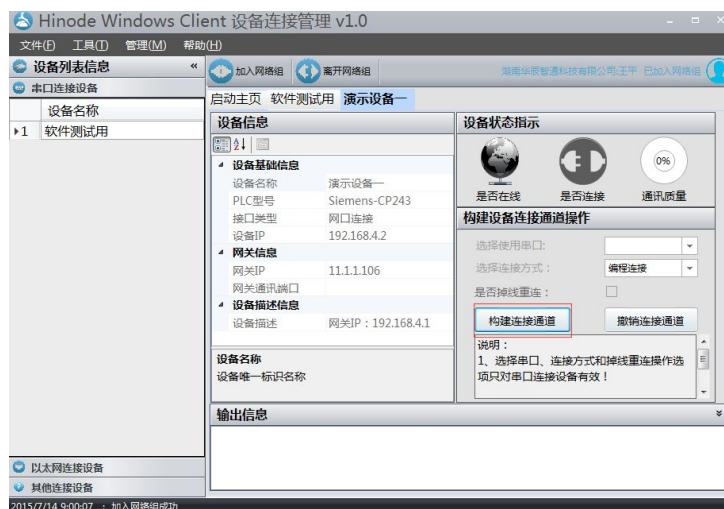 Hinode Windows Client 设备连接管理 v1.0
文件(F) 工具(T) 管理(M) 帮助(H)
设备列表信息 «
串口连接设备
设备名称
1 软件测试用
以太网连接设备
其他连接设备
加入网络组 离开网络组
湖南华辰智通科技有限公司:王平 已加入网络组
启动主页 软件测试用 演示设备一
设备信息
设备基础信息
设备名称 演示设备一
PLC型号 Siemens-CP243
接口类型 网口连接
设备IP 192.168.4.2
网关信息
网关IP 11.1.1.106
网关通讯端口
设备描述信息
设备描述 网关IP：192.168.4.1
设备名称
设备唯一标识名称
设备状态指示
0%
是否在线 是否连接 通讯质量
构建设备连接通道操作
选择使用串口:
选择连接方式： 编程连接
是否掉线重连：
构建连接通道 撤销连接通道
说明：
1、选择串口、连接方式和掉线重连操作选
项只对串口连接设备有效！
输出信息
2015/7/14 9:00:07 ：加入网络组成功